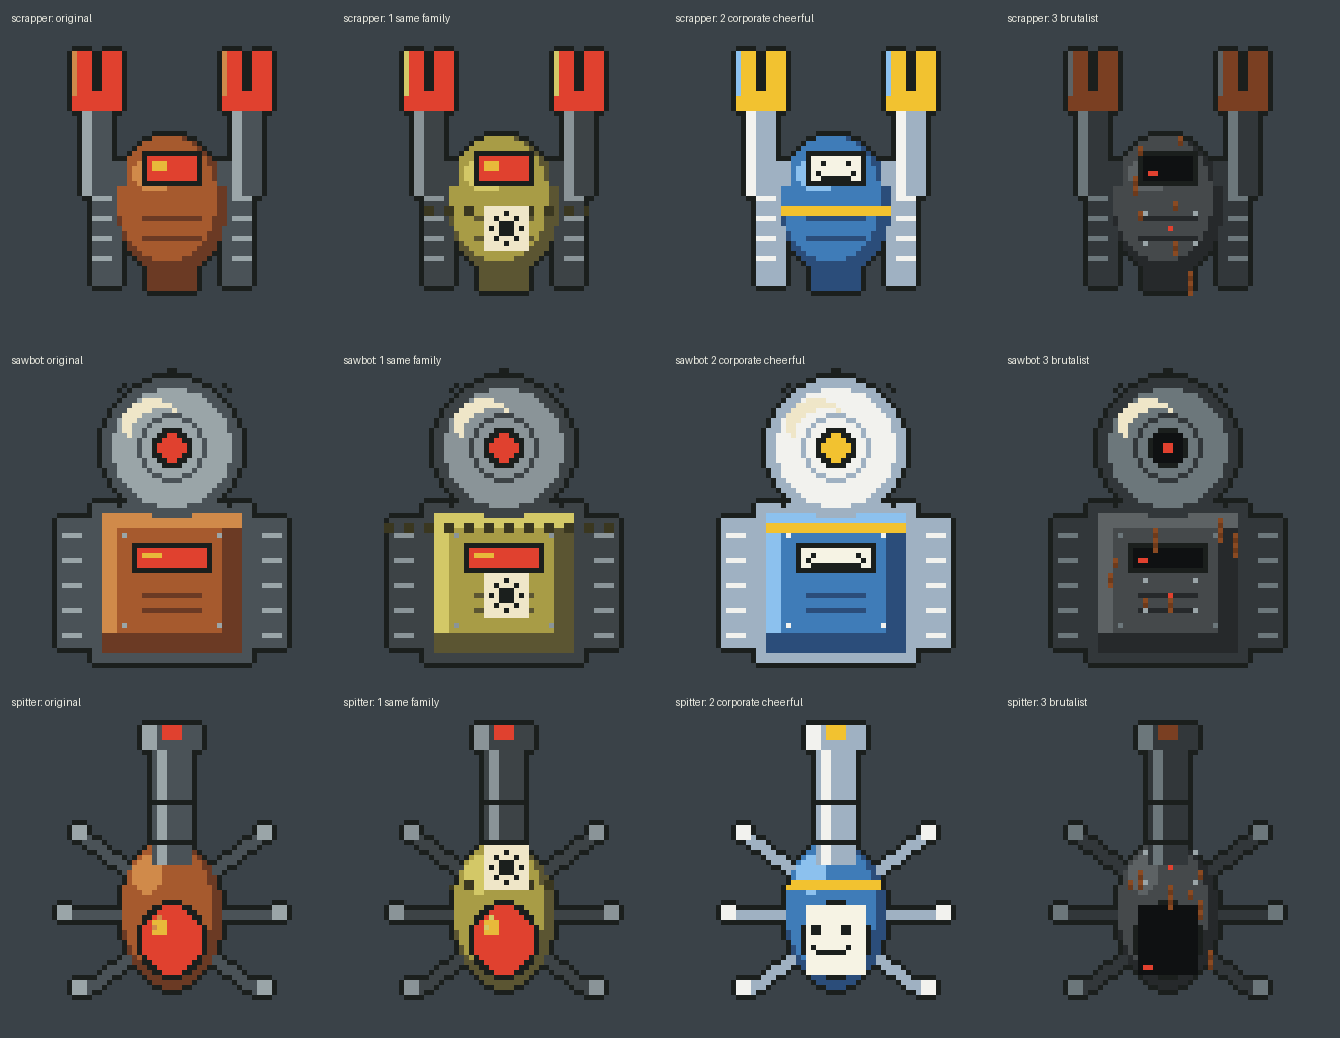 scrapper: original
scrapper: 1 same family
scrapper: 2 corporate cheerful
scrapper: 3 brutalist
sawbot: original
sawbot: 1 same family
sawbot: 2 corporate cheerful
sawbot: 3 brutalist
spitter: original
spitter: 1 same family
spitter: 2 corporate cheerful
spitter: 3 brutalist